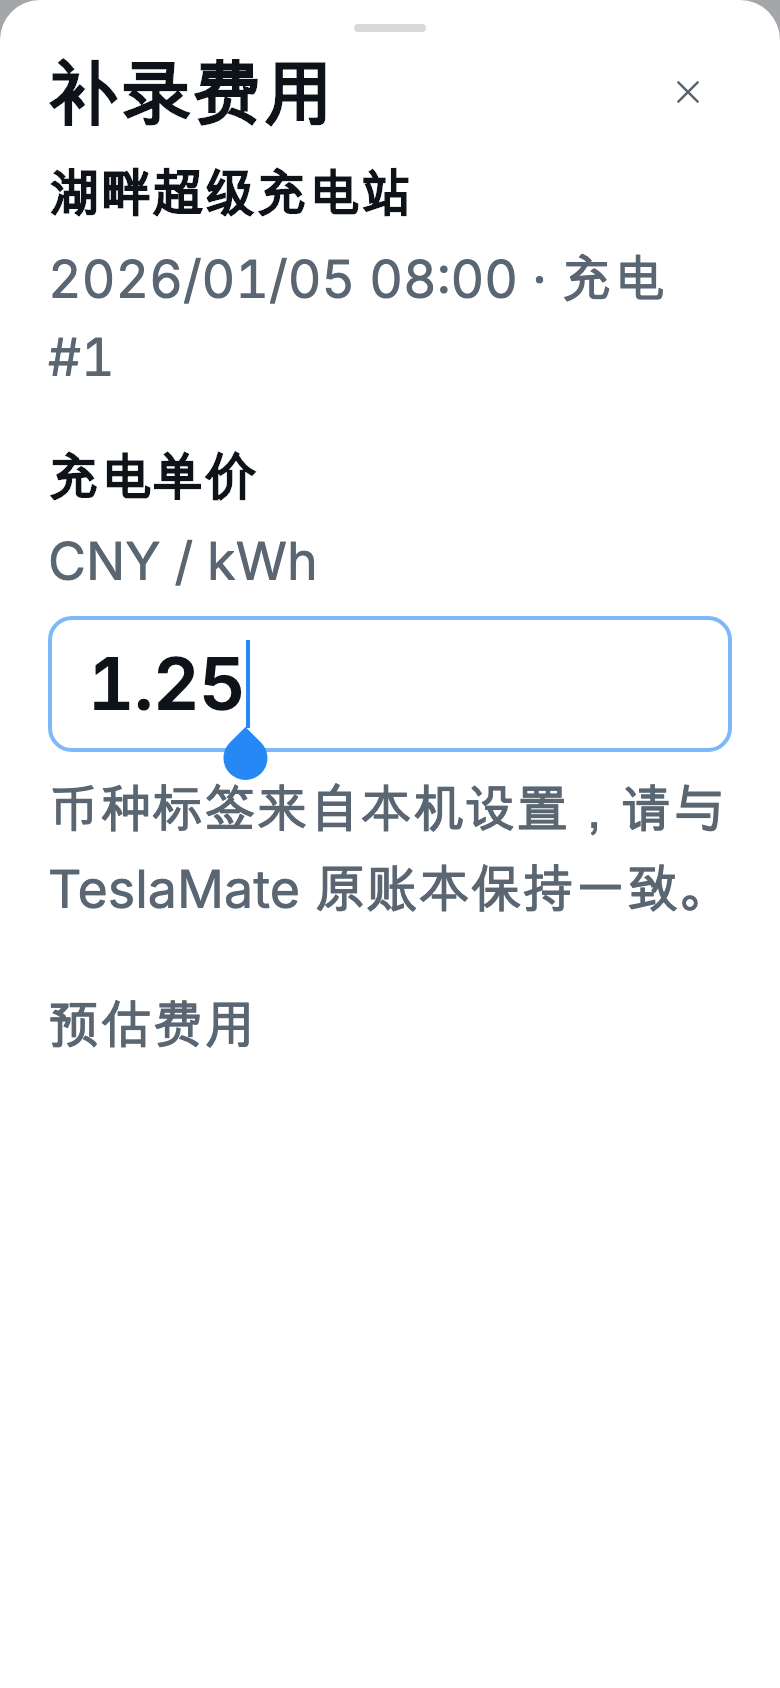 补录费用
湖畔超级充电站
2026/01/05 08:00 · 充电
#1
充电单价
CNY / kWh
1.25
币种标签来自本机设置，请与
TeslaMate 原账本保持一致。
预估费用